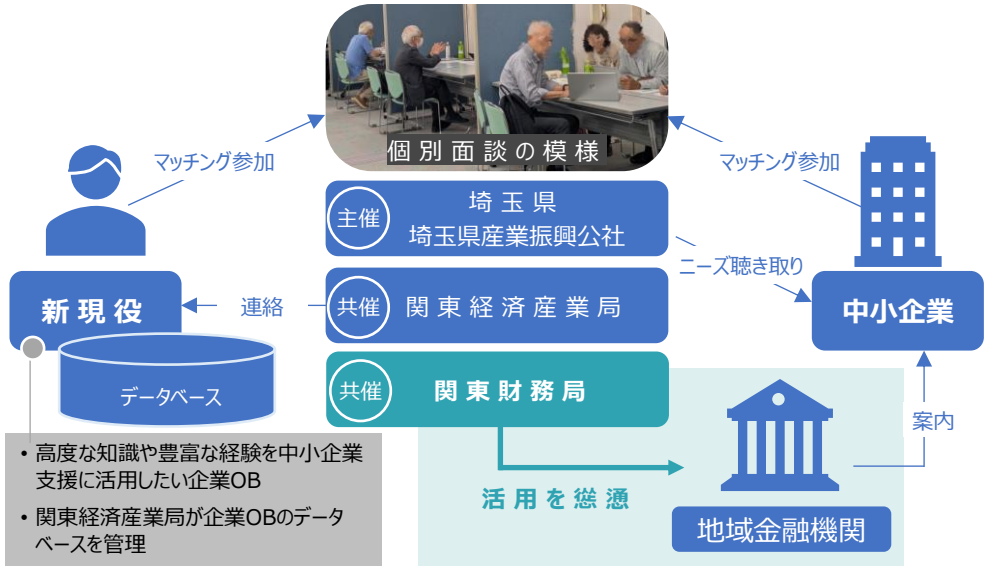 個別面談の模様
マッチング参加
マッチング参加
主催
埼玉県
埼玉県産業振興公社
ニーズ聴き取り
新現役
連絡
共催
関東経済産業局
中小企業
データベース
共催
関東財務局
案内
活用を慫慂
地域金融機関
・高度な知識や豊富な経験を中小企業
支援に活用したい企業OB
・関東経済産業局が企業OBのデータ
ベースを管理